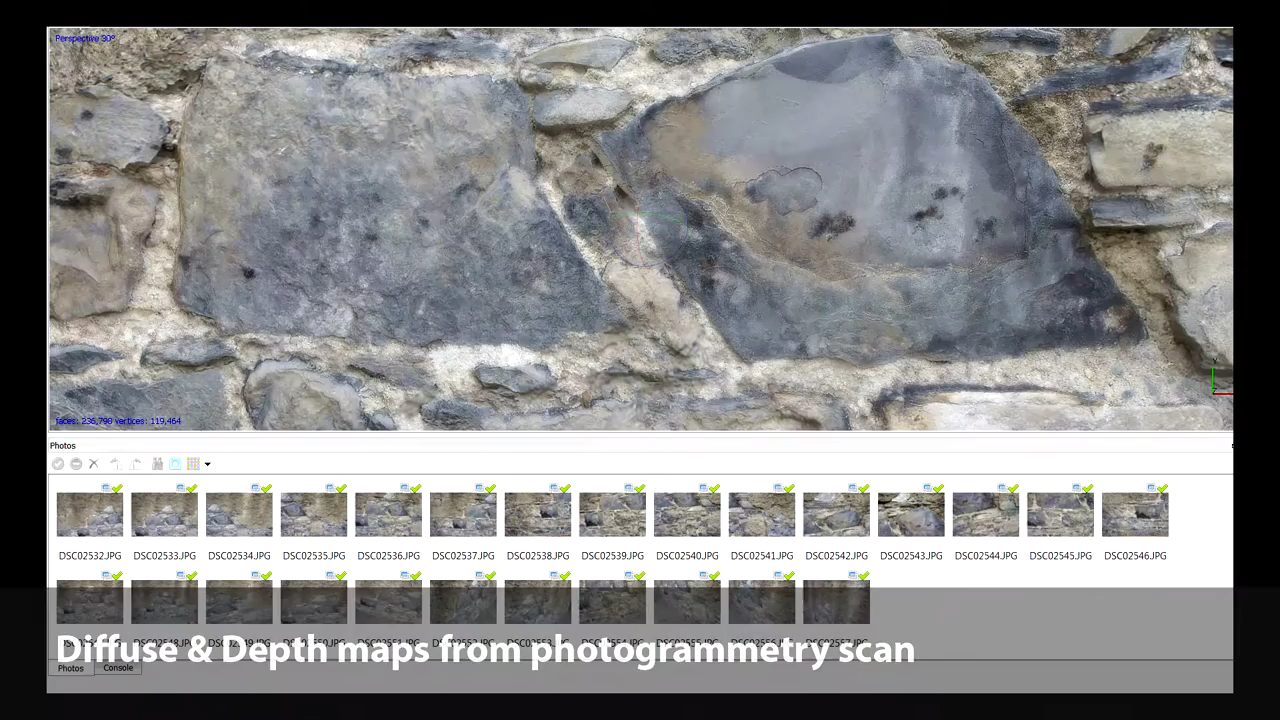 Perspective 30°
faces: 236,790 vertices: 119,464
Photos
DSC02532.JPG DSC02533.JPG DSC02534.JPG DSC02535.JPG DSC02536.JPG DSC02537.JPG DSC02538.JPG DSC02539.JPG DSC02540.JPG DSC02541.JPG DSC02542.JPG DSC02543.JPG DSC02544.JPG DSC02545.JPG DSC02546.JPG
Diffuse & Depth maps from photogrammetry scan
Photos Console